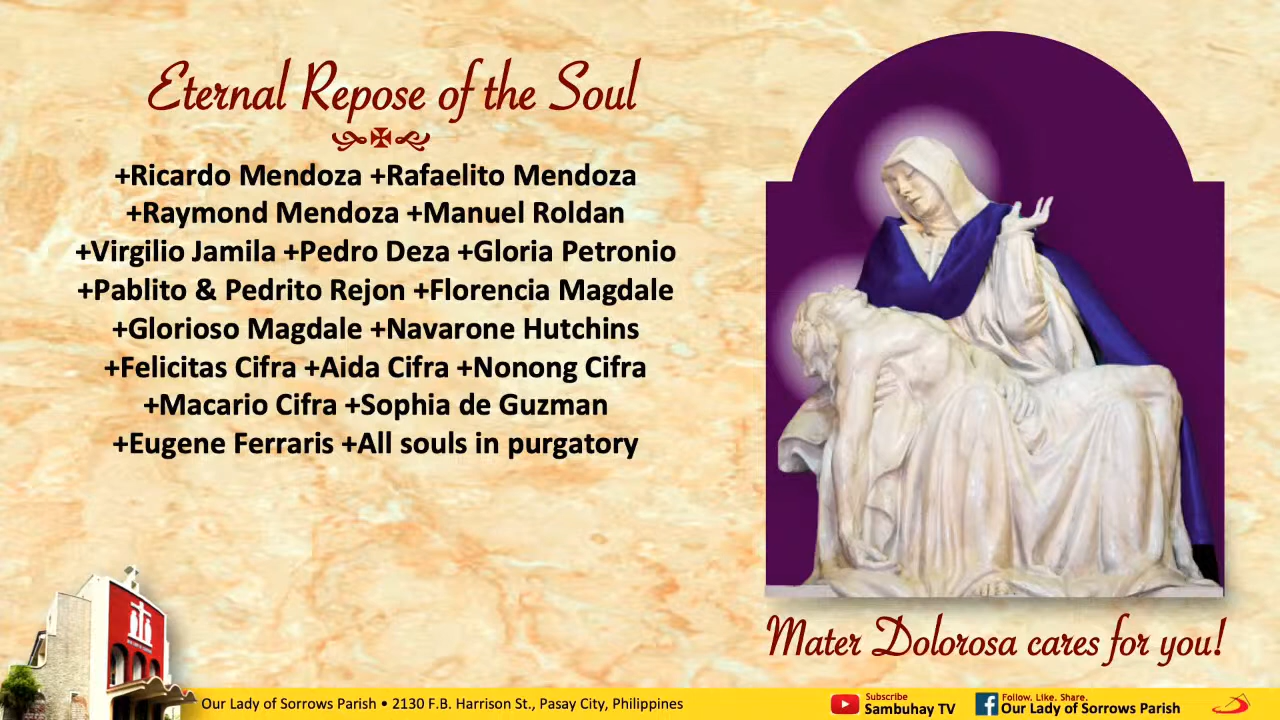 Eternal Repose of the Soul
+Ricardo Mendoza +Rafaelito Mendoza
+Raymond Mendoza +Manuel Roldan
+Virgilio Jamila +Pedro Deza +Gloria Petronio
+Pablito & Pedrito Rejon +Florencia Magdale
+Glorioso Magdale +Navarone Hutchins
+Felicitas Cifra +Aida Cifra +Nonong Cifra
+Macario Cifra +Sophia de Guzman
+Eugene Ferraris +All souls in purgatory
Mater Dolorosa cares for you!
Our Lady of Sorrows Parish • 2130 F.B. Harrison St., Pasay City, Philippines
Subscribe
Sambuhay TV
Follow. Like. Share.
Our Lady of Sorrows Parish